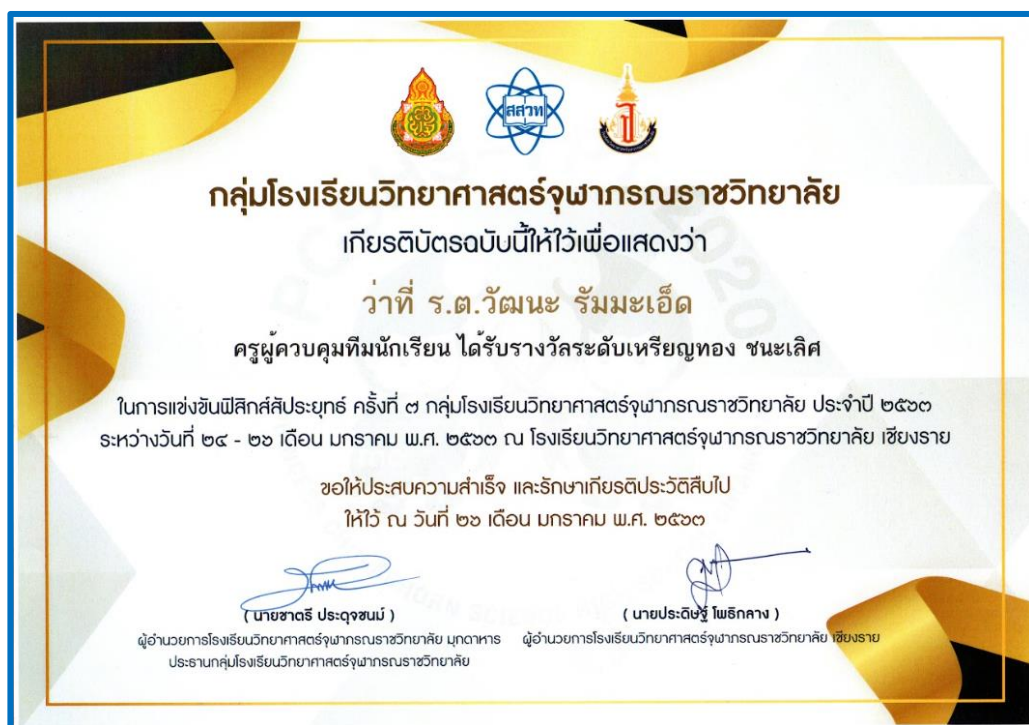 สสวท
กลุ่มโรงเรียนวิทยาศาสตร์จุฬาภรณราชวิทยาลัย
เกียรติบัตรฉบับนี้ให้ไว้เพื่อแสดงว่า
ว่าที่ ร.ต.วัฒนะ รัมมะเอ็ด
ครูผู้ควบคุมทีมนักเรียน ได้รับรางวัลระดับเหรียญทอง ชนะเลิศ
ในการแข่งขันฟิสิกส์สัประยุทธ์ ครั้งที่ ๗ กลุ่มโรงเรียนวิทยาศาสตร์จุฬาภรณราชวิทยาลัย ประจำปี ๒๕๖๓
ระหว่างวันที่ ๒๔ - ๒๖ เดือน มกราคม พ.ศ. ๒๕๖๓ ณ โรงเรียนวิทยาศาสตร์จุฬาภรณราชวิทยาลัย เชียงราย
ขอให้ประสบความสำเร็จ และรักษาเกียรติประวัติสืบไป
ให้ไว้ ณ วันที่ ๒๖ เดือน มกราคม พ.ศ. ๒๕๖๓
( นายชาตรี ประดุจชนม์ )
ผู้อำนวยการโรงเรียนวิทยาศาสตร์จุฬาภรณราชวิทยาลัย มุกดาหาร
ประธานกลุ่มโรงเรียนวิทยาศาสตร์จุฬาภรณราชวิทยาลัย
( นายประดิษฐ์ โพธิกลาง )
ผู้อำนวยการโรงเรียนวิทยาศาสตร์จุฬาภรณราชวิทยาลัย เชียงราย
2020